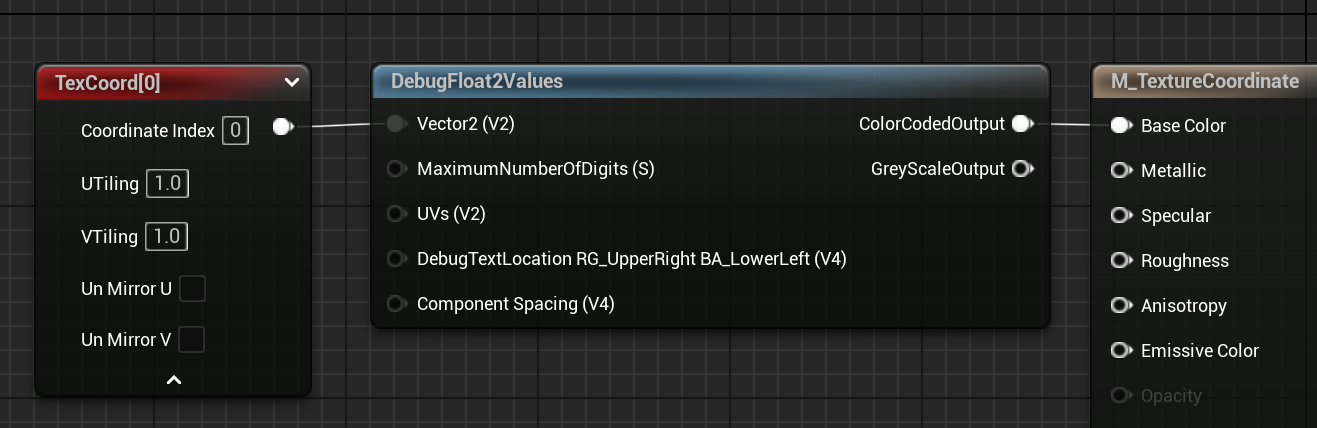 TexCoord[0]
Coordinate Index 0
UTiling 1.0
VTiling 1.0
Un Mirror U
Un Mirror V
DebugFloat2Values
Vector2 (V2)
MaximumNumberOfDigits (S)
UVs (V2)
DebugTextLocation RG_UpperRight BA_LowerLeft (V4)
Component Spacing (V4)
ColorCodedOutput
GreyScaleOutput
M_TextureCoordinate
Base Color
Metallic
Specular
Roughness
Anisotropy
Emissive Color
Opacity